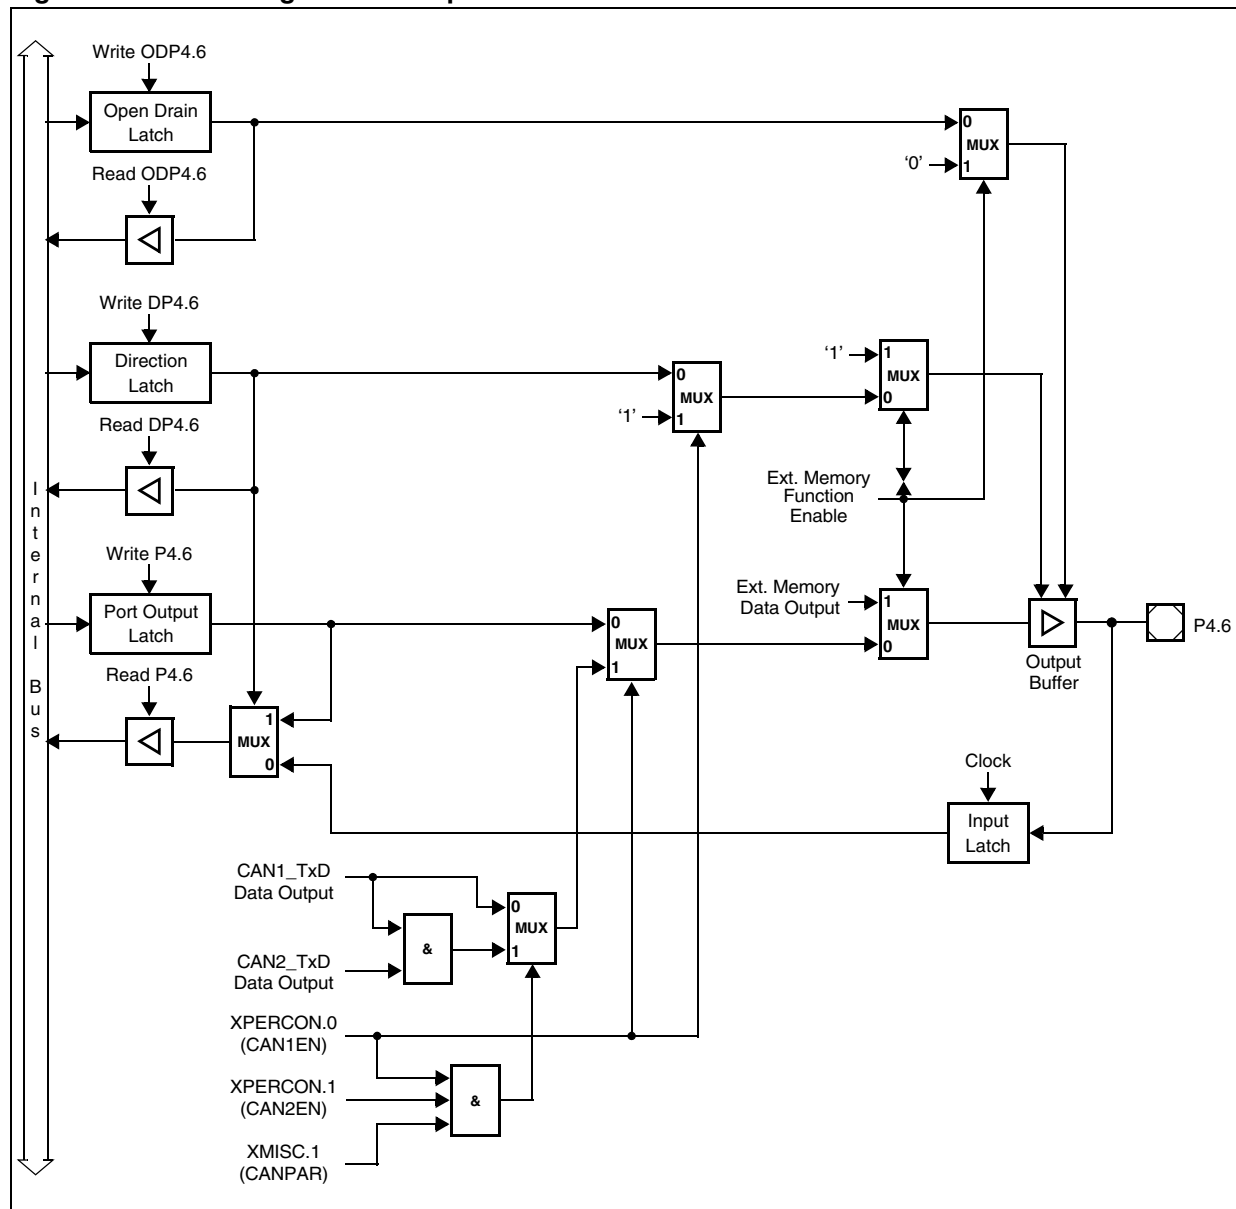 Write ODP4.6
Open Drain
Latch
Read ODP4.6
0
MUX
1
'0'
Write DP4.6
Direction
Latch
Read DP4.6
0
MUX
1
'1'
'1'
1
MUX
0
Ext. Memory
Function
Enable
Internal Bus
Write P4.6
Port Output
Latch
Read P4.6
1
MUX
0
0
MUX
1
Ext. Memory
Data Output
1
MUX
0
Output
Buffer
P4.6
Clock
Input
Latch
CAN1_TxD
Data Output
CAN2_TxD
Data Output
&
0
MUX
1
XPERCON.0
(CAN1EN)
XPERCON.1
(CAN2EN)
XMISC.1
(CANPAR)
&